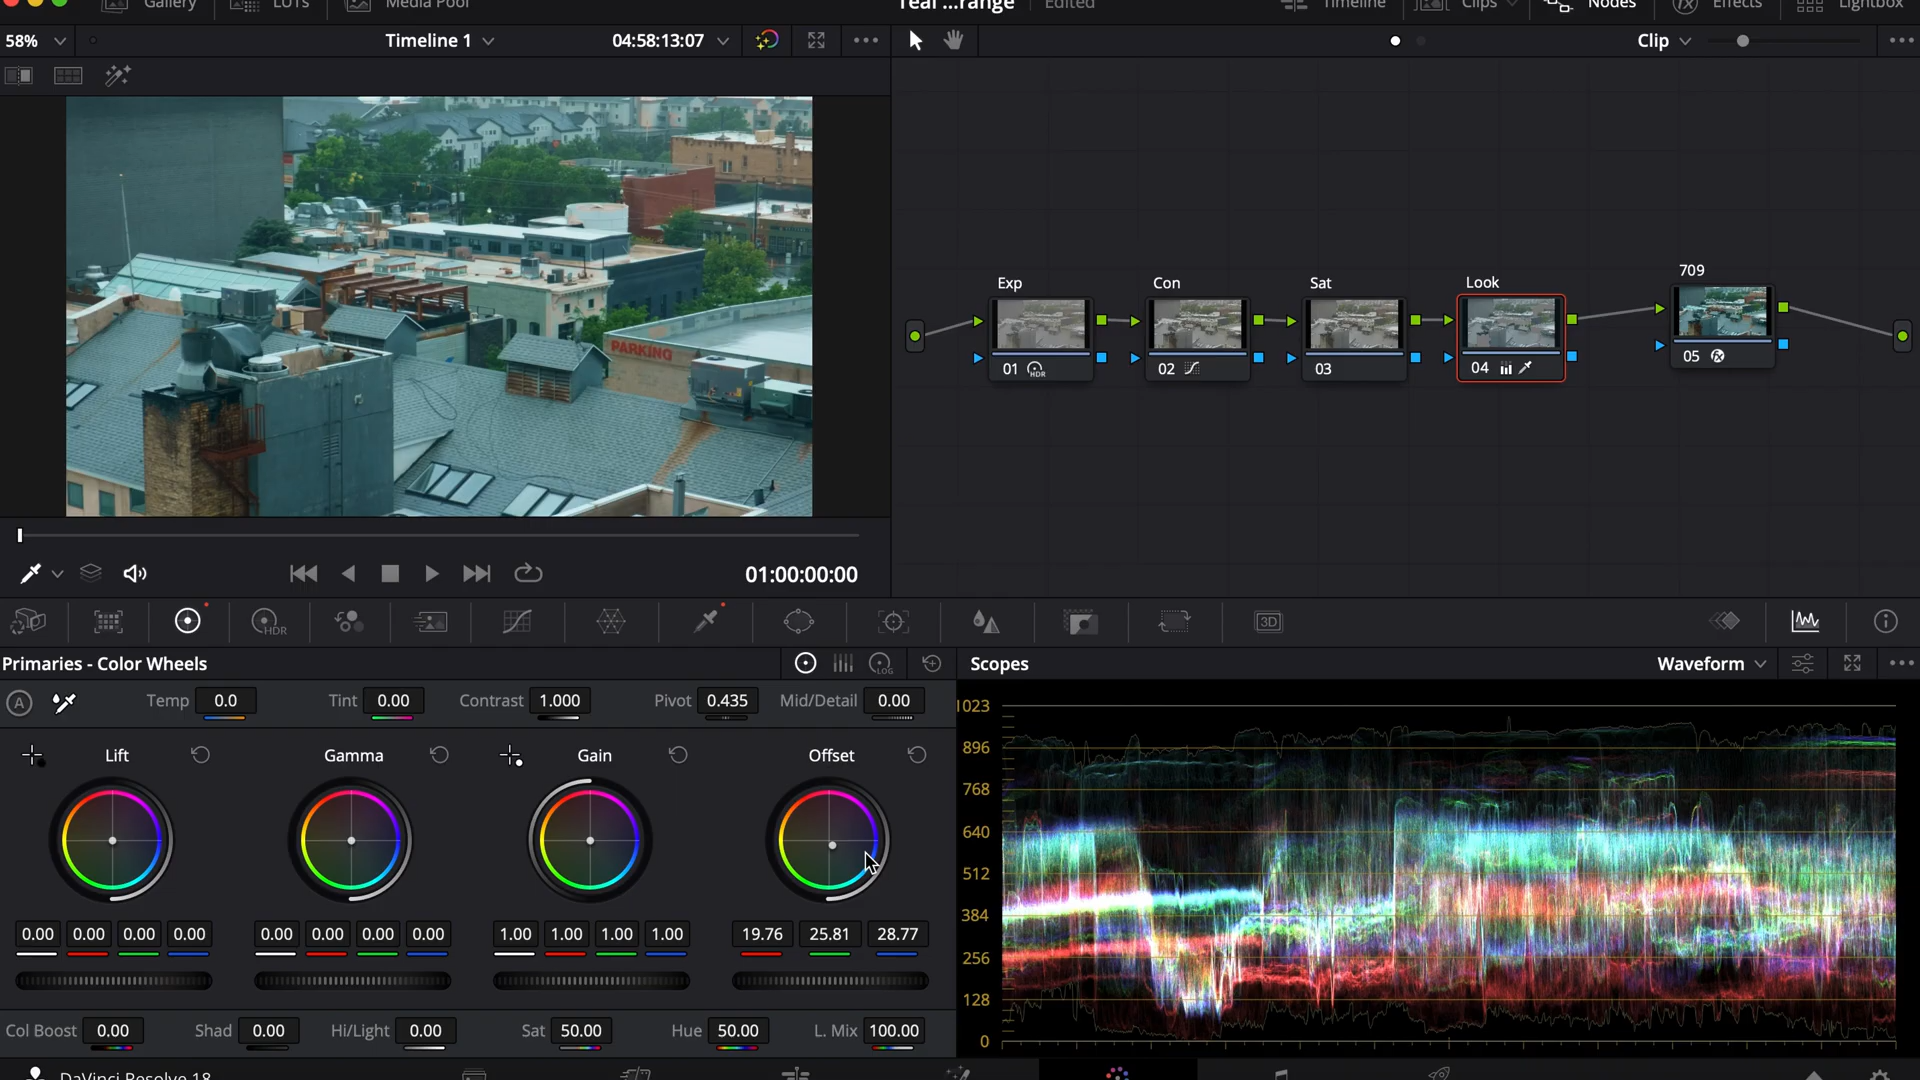 Gallery LUTs Media Pool
Edited
Timeline Clips Nodes Effects Lightbox
58% Timeline 1 04:58:13:07 Clip
PARKING
Exp Con Sat Look 709
01 HDR 02 03 04 05
01:00:00:00
HDR 3D
Primaries - Color Wheels LOG
Scopes Waveform
A Temp 0.0 Tint 0.00 Contrast 1.000 Pivot 0.435 Mid/Detail 0.00
Lift Gamma Gain Offset
0.00 0.00 0.00 0.00 0.00 0.00 0.00 0.00 1.00 1.00 1.00 1.00 19.76 25.81 28.77
Col Boost 0.00 Shad 0.00 Hi/Light 0.00 Sat 50.00 Hue 50.00 L. Mix 100.00
1023
896
768
640
512
384
256
128
0
DaVinci Resolve 18